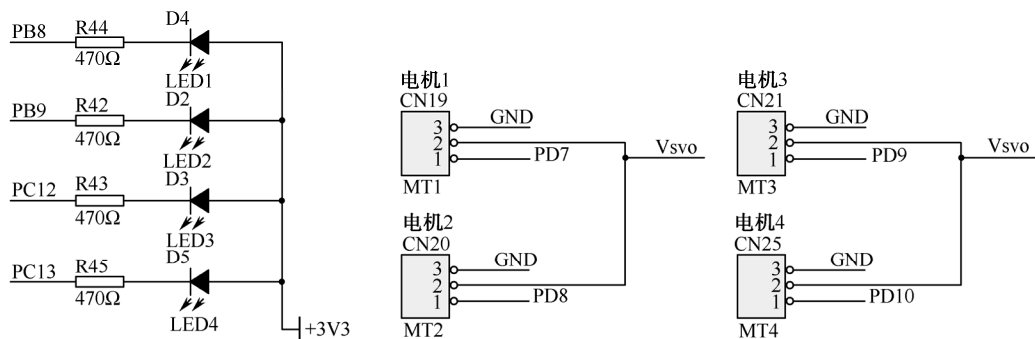 D4
PB8
R44
470Ω
LED1
D2
PB9
R42
470Ω
LED2
D3
PC12
R43
470Ω
LED3
D5
PC13
R45
470Ω
LED4
+3V3
电机1
CN19
3
GND
2
1
PD7
MT1
Vsvo
电机2
CN20
3
GND
2
1
PD8
MT2
电机3
CN21
3
GND
2
1
PD9
MT3
Vsvo
电机4
CN25
3
GND
2
1
PD10
MT4